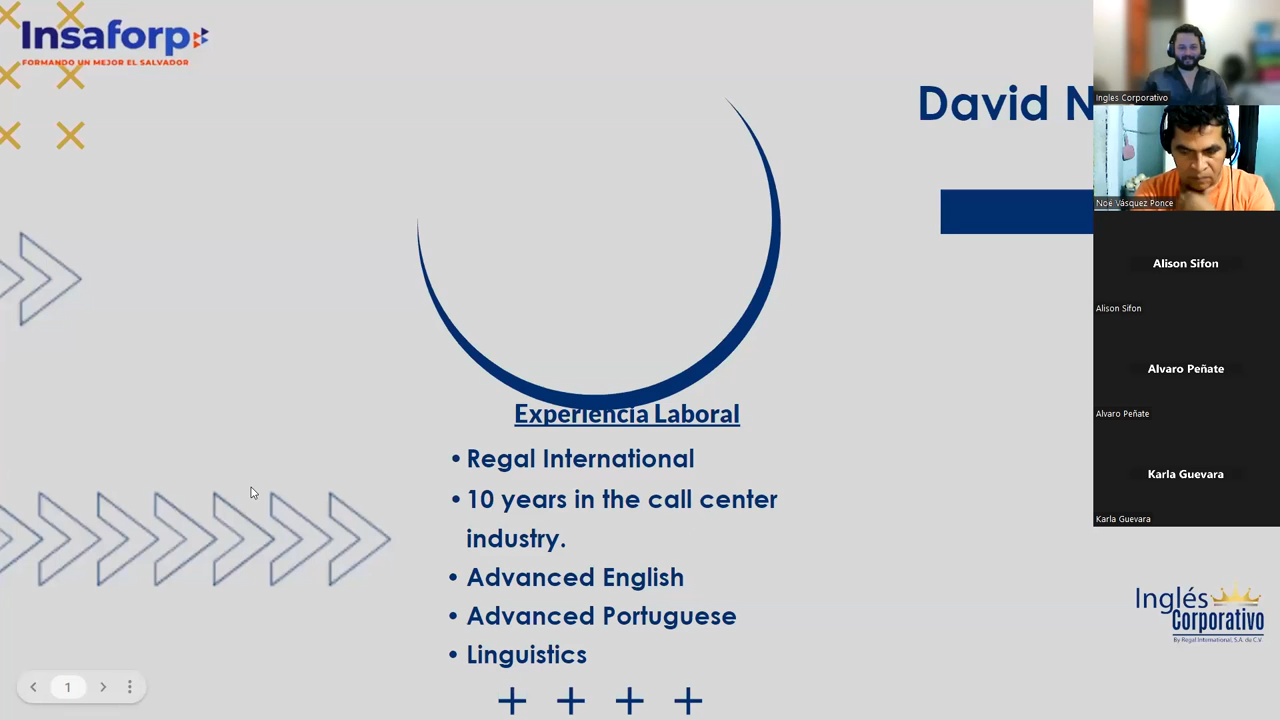 Insaforp
FORMANDO UN MEJOR EL SALVADOR
David N
Experiencia Laboral
• Regal International
• 10 years in the call center
industry.
• Advanced English
• Advanced Portuguese
• Linguistics
1
Ingles Corporativo
Noé Vásquez Ponce
Alison Sifon
Alison Sifon
Alvaro Peñate
Alvaro Peñate
Karla Guevara
Karla Guevara
Inglés
Corporativo
By Regal International, S.A. de C.V